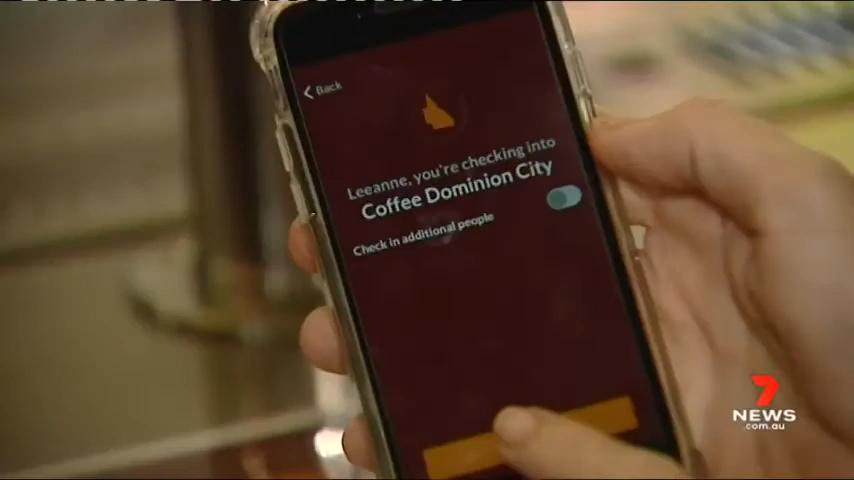 Back
Leeanne, you're checking into
Coffee Dominion City
Check in additional people
7
NEWS
.com.au